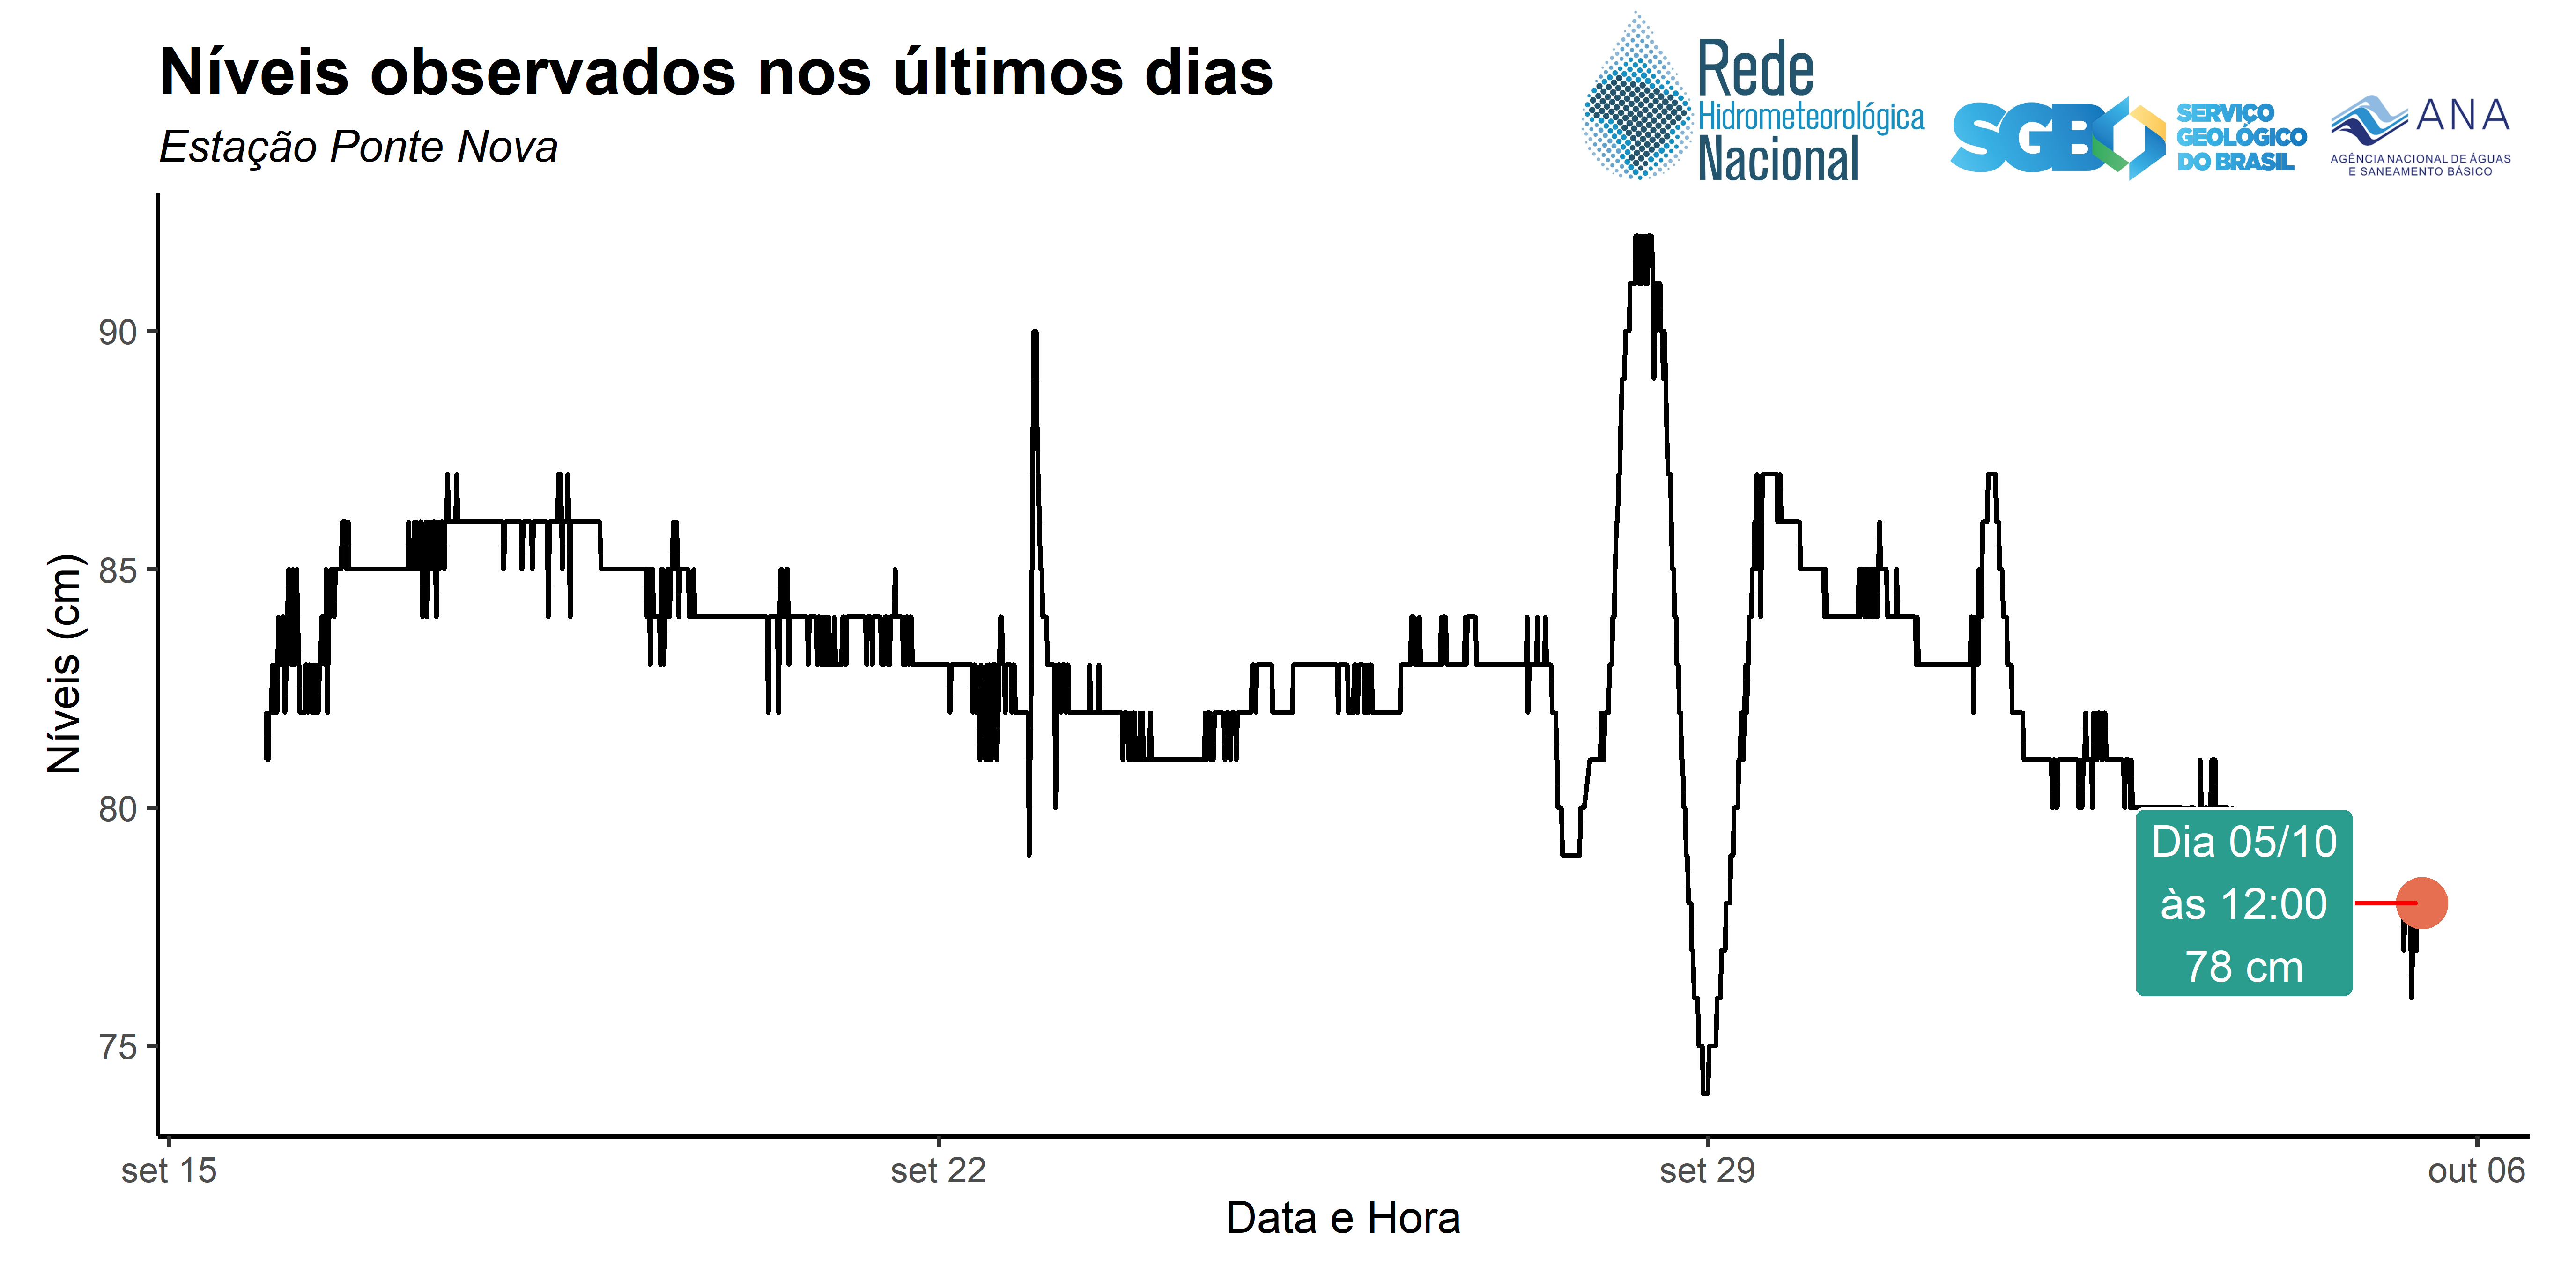 Níveis observados nos últimos dias
Estação Ponte Nova
Rede
Hidrometeorológica
Nacional
SGB
SERVIÇO
GEOLÓGICO
DO BRASIL
ANA
AGÊNCIA NACIONAL DE ÁGUAS
E SANEAMENTO BÁSICO
Níveis (cm)
90
85
80
75
Dia 05/10
às 12:00
78 cm
set 15
set 22
set 29
out 06
Data e Hora